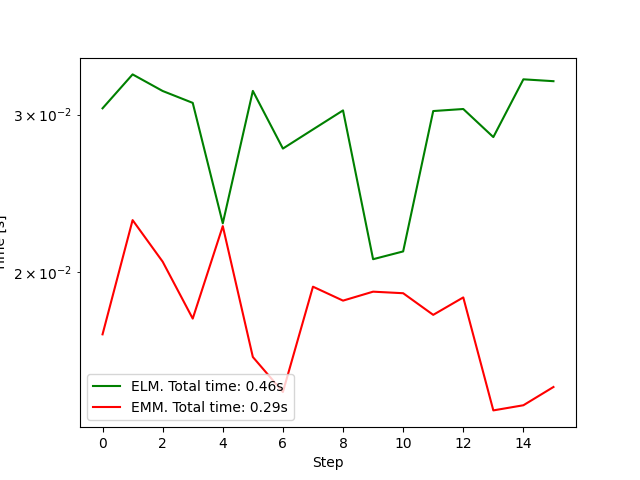 3 × 10⁻²
2 × 10⁻²
Time [s]
ELM. Total time: 0.46s
EMM. Total time: 0.29s
0 2 4 6 8 10 12 14
Step